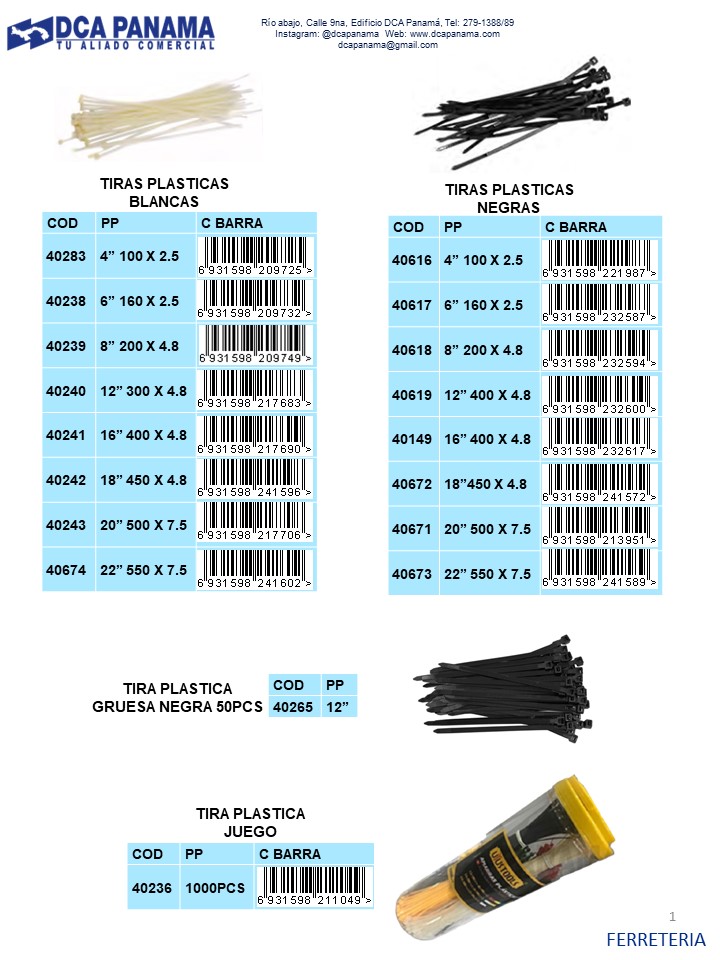 DCA PANAMA
TU ALIADO COMERCIAL
Río abajo, Calle 9na, Edificio DCA Panamá, Tel: 279-1388/89
Instagram: @dcapanama Web: www.dcapanama.com
dcapanama@gmail.com
TIRAS PLASTICAS
BLANCAS
COD PP C BARRA
40283 4” 100 X 2.5 6 931598 209725 >
40238 6” 160 X 2.5 6 931598 209732 >
40239 8” 200 X 4.8 6 931598 209749 >
40240 12” 300 X 4.8 6 931598 217683 >
40241 16” 400 X 4.8 6 931598 217690 >
40242 18” 450 X 4.8 6 931598 241596 >
40243 20” 500 X 7.5 6 931598 217706 >
40674 22” 550 X 7.5 6 931598 241602 >
TIRAS PLASTICAS
NEGRAS
COD PP C BARRA
40616 4” 100 X 2.5 6 931598 221987 >
40617 6” 160 X 2.5 6 931598 232587 >
40618 8” 200 X 4.8 6 931598 232594 >
40619 12” 400 X 4.8 6 931598 232600 >
40149 16” 400 X 4.8 6 931598 232617 >
40672 18”450 X 4.8 6 931598 241572 >
40671 20” 500 X 7.5 6 931598 213951 >
40673 22” 550 X 7.5 6 931598 241589 >
TIRA PLASTICA
GRUESA NEGRA 50PCS
COD PP
40265 12”
TIRA PLASTICA
JUEGO
COD PP C BARRA
40236 1000PCS 6 931598 211049 >
1
FERRETERIA